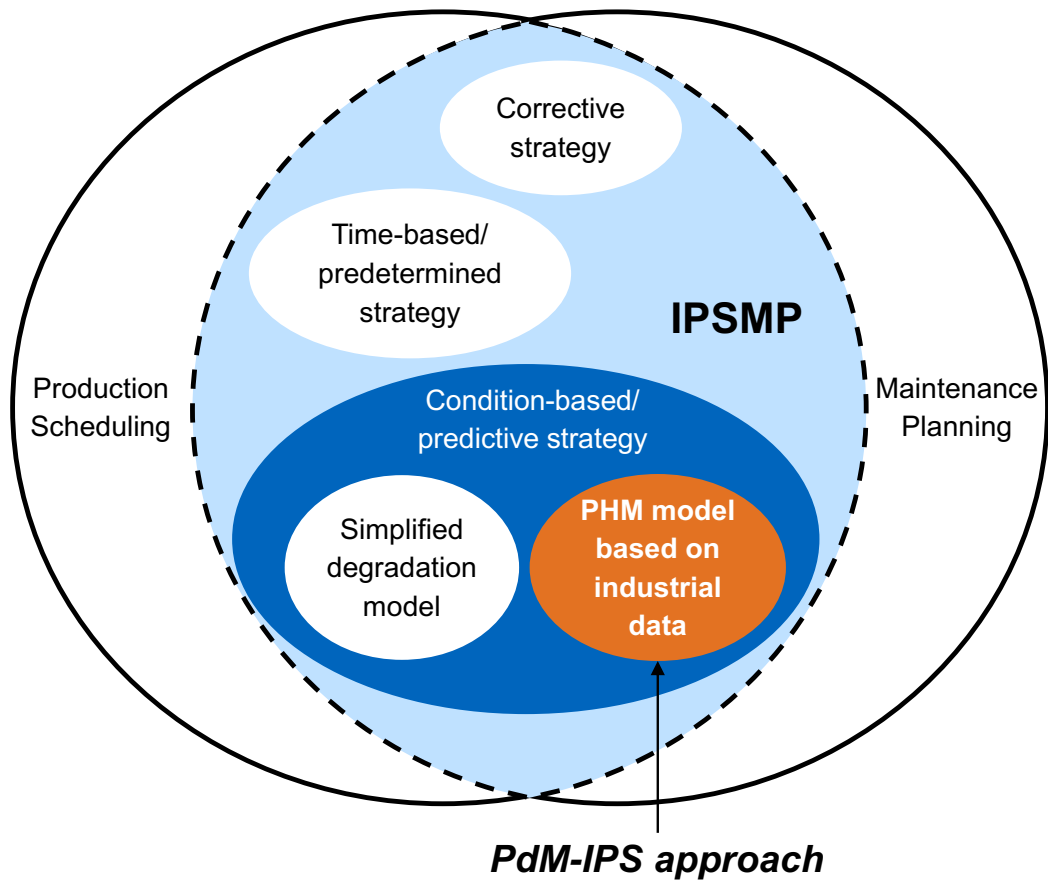 Corrective
strategy
Time-based/
predetermined
strategy
IPSMP
Production
Scheduling
Maintenance
Planning
Condition-based/
predictive strategy
Simplified
degradation
model
PHM model
based on
industrial
data
PdM-IPS approach